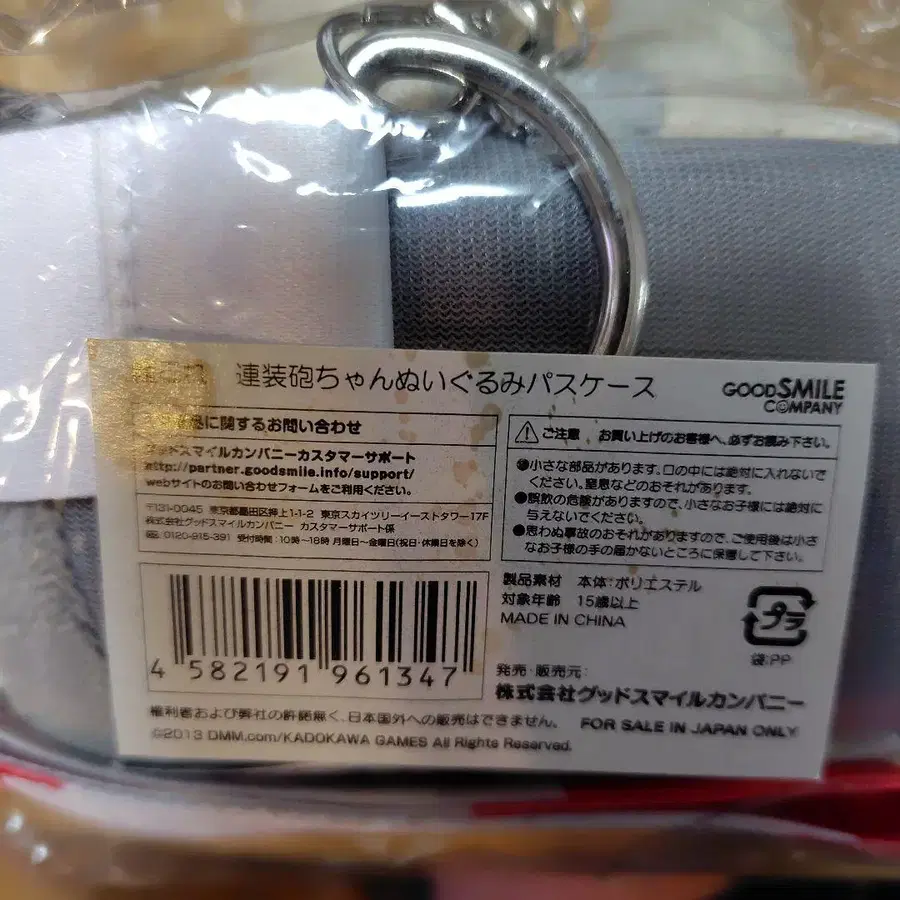 連装砲ちゃんぬいぐるみパスケース
GOODSMILE
COMPANY
品に関するお問い合わせ
グッドスマイルカンパニーカスタマーサポート
http://partner.goodsmile.info/support/
webサイトのお問い合わせフォームをご利用ください。
〒131-0045 東京都墨田区押上1-1-2 東京スカイツリーイーストタワー17F
株式会社グッドスマイルカンパニー カスタマーサポート係
0120-915-391 受付時間:10時〜18時 月曜日〜金曜日(祝日・休業日を除く)
4 582191 961347
ご注意 お買い上げのお客様へ、必ずお読み下さい。
●小さな部品があります。口の中には絶対に入れないで
ください。窒息などのおそれがあります。
●誤飲の危険がありますので、小さなお子様には絶対に
与えないでください。
●思わぬ事故のおそれがありますので、ご使用後は小さ
なお子様の手の届かないところに保管して下さい。
製品素材 本体:ポリエステル
対象年齢 15歳以上
MADE IN CHINA
プラ
袋:PP
発売・販売元:
株式会社グッドスマイルカンパニー
権利者および弊社の許諾無く、日本国外への販売はできません。 FOR SALE IN JAPAN ONLY
©2013 DMM.com/KADOKAWA GAMES All Rights Reserved.